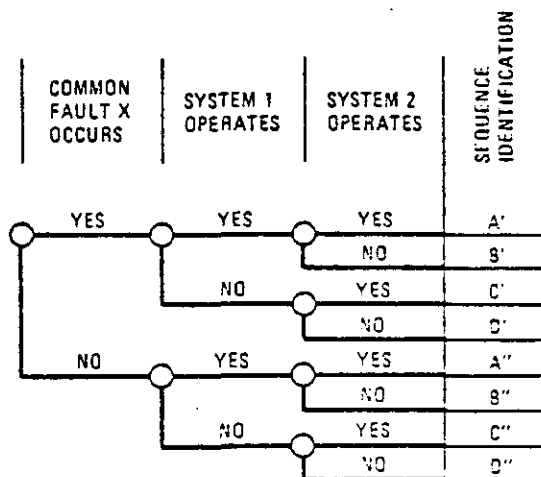 COMMON
FAULT X
OCCURS
SYSTEM 1
OPERATES
SYSTEM 2
OPERATES
SEQUENCE
IDENTIFICATION
YES YES YES A'
NO B'
NO YES C'
NO D'
NO YES YES A''
NO B''
NO YES C''
NO D''